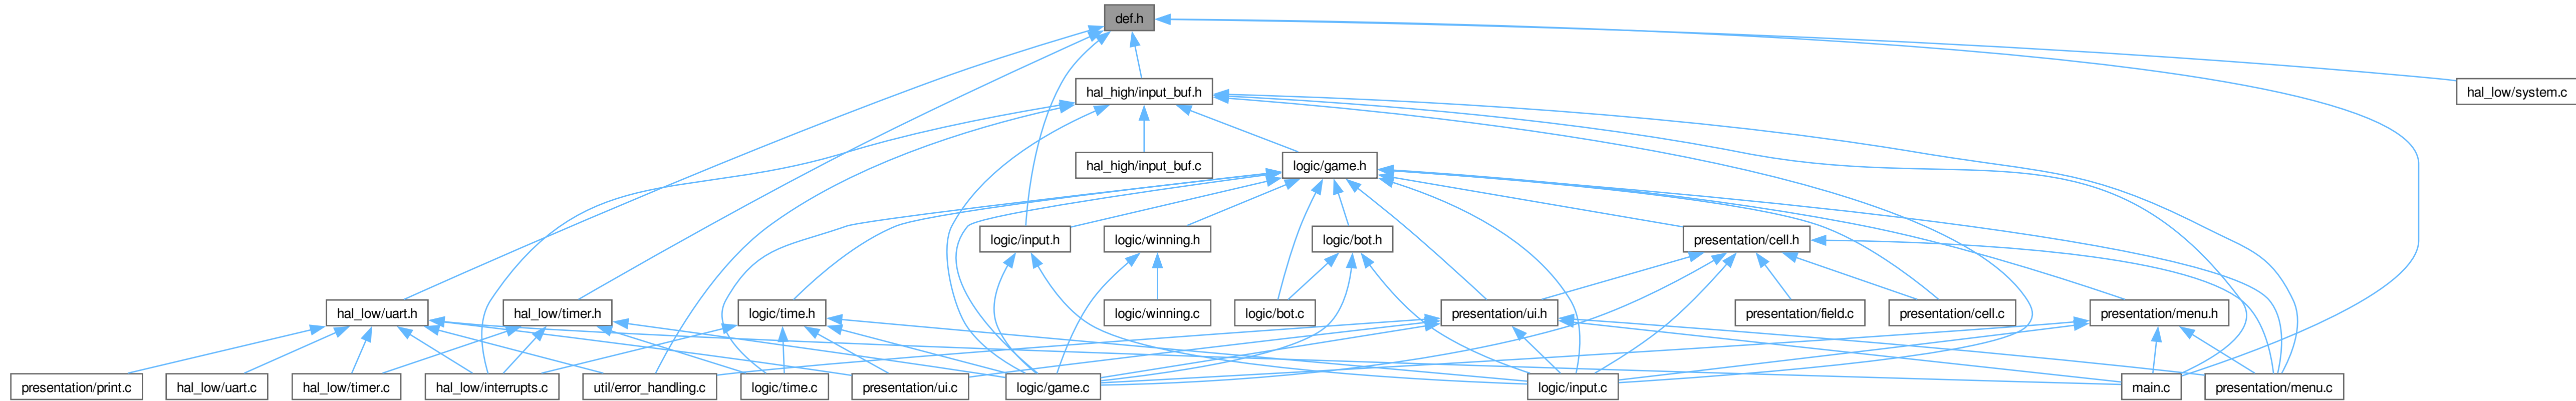 def.h
hal_high/input_buf.h
hal_low/system.c
hal_high/input_buf.c
logic/game.h
logic/input.h
logic/winning.h
logic/bot.h
presentation/cell.h
hal_low/uart.h
hal_low/timer.h
logic/time.h
logic/winning.c
logic/bot.c
presentation/ui.h
presentation/field.c
presentation/cell.c
presentation/menu.h
presentation/print.c
hal_low/uart.c
hal_low/timer.c
hal_low/interrupts.c
util/error_handling.c
logic/time.c
presentation/ui.c
logic/game.c
logic/input.c
main.c
presentation/menu.c